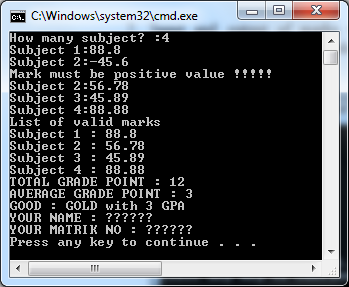 C:\Windows\system32\cmd.exe
How many subject? :4
Subject 1:88.8
Subject 2:-45.6
Mark must be positive value !!!!!
Subject 2:56.78
Subject 3:45.89
Subject 4:88.88
List of valid marks
Subject 1 : 88.8
Subject 2 : 56.78
Subject 3 : 45.89
Subject 4 : 88.88
TOTAL GRADE POINT : 12
AVERAGE GRADE POINT : 3
GOOD : GOLD with 3 GPA
YOUR NAME : ??????
YOUR MATRIK NO : ??????
Press any key to continue . . .